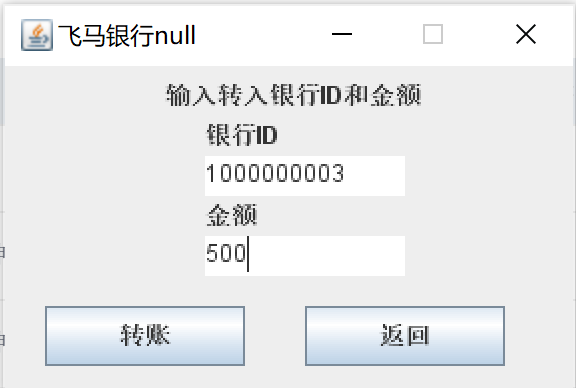 飞马银行null
输入转入银行ID和金额
银行ID
1000000003
金额
500
转账 返回